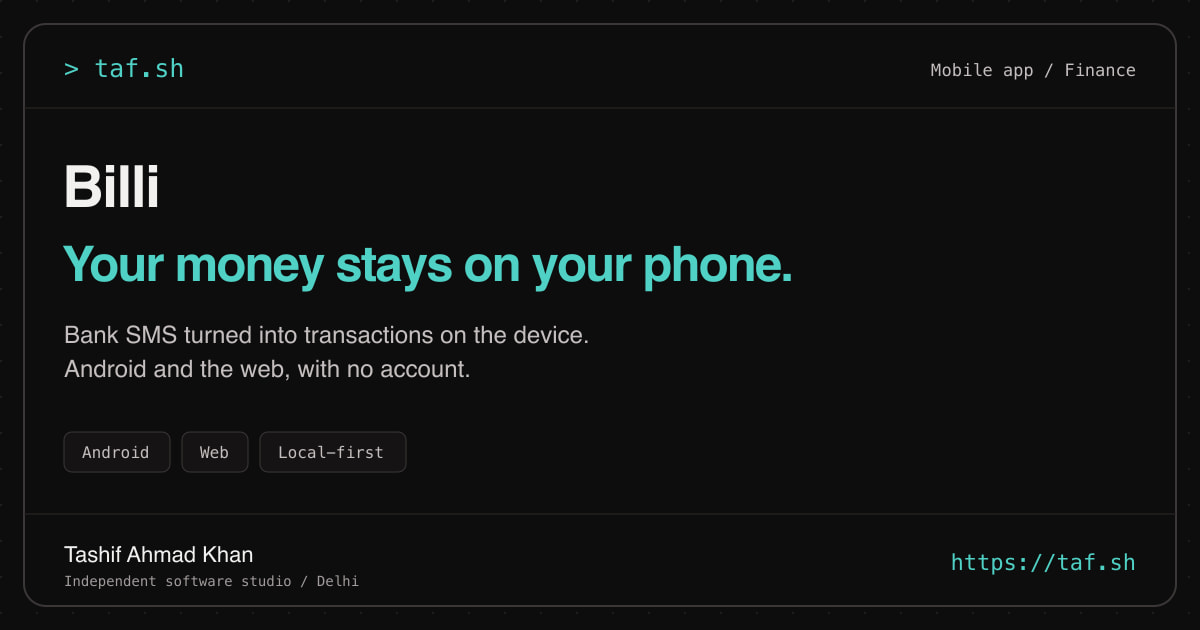 > taf.sh
Mobile app / Finance
Billi
Your money stays on your phone.
Bank SMS turned into transactions on the device.
Android and the web, with no account.
Android
Web
Local-first
Tashif Ahmad Khan
Independent software studio / Delhi
https://taf.sh